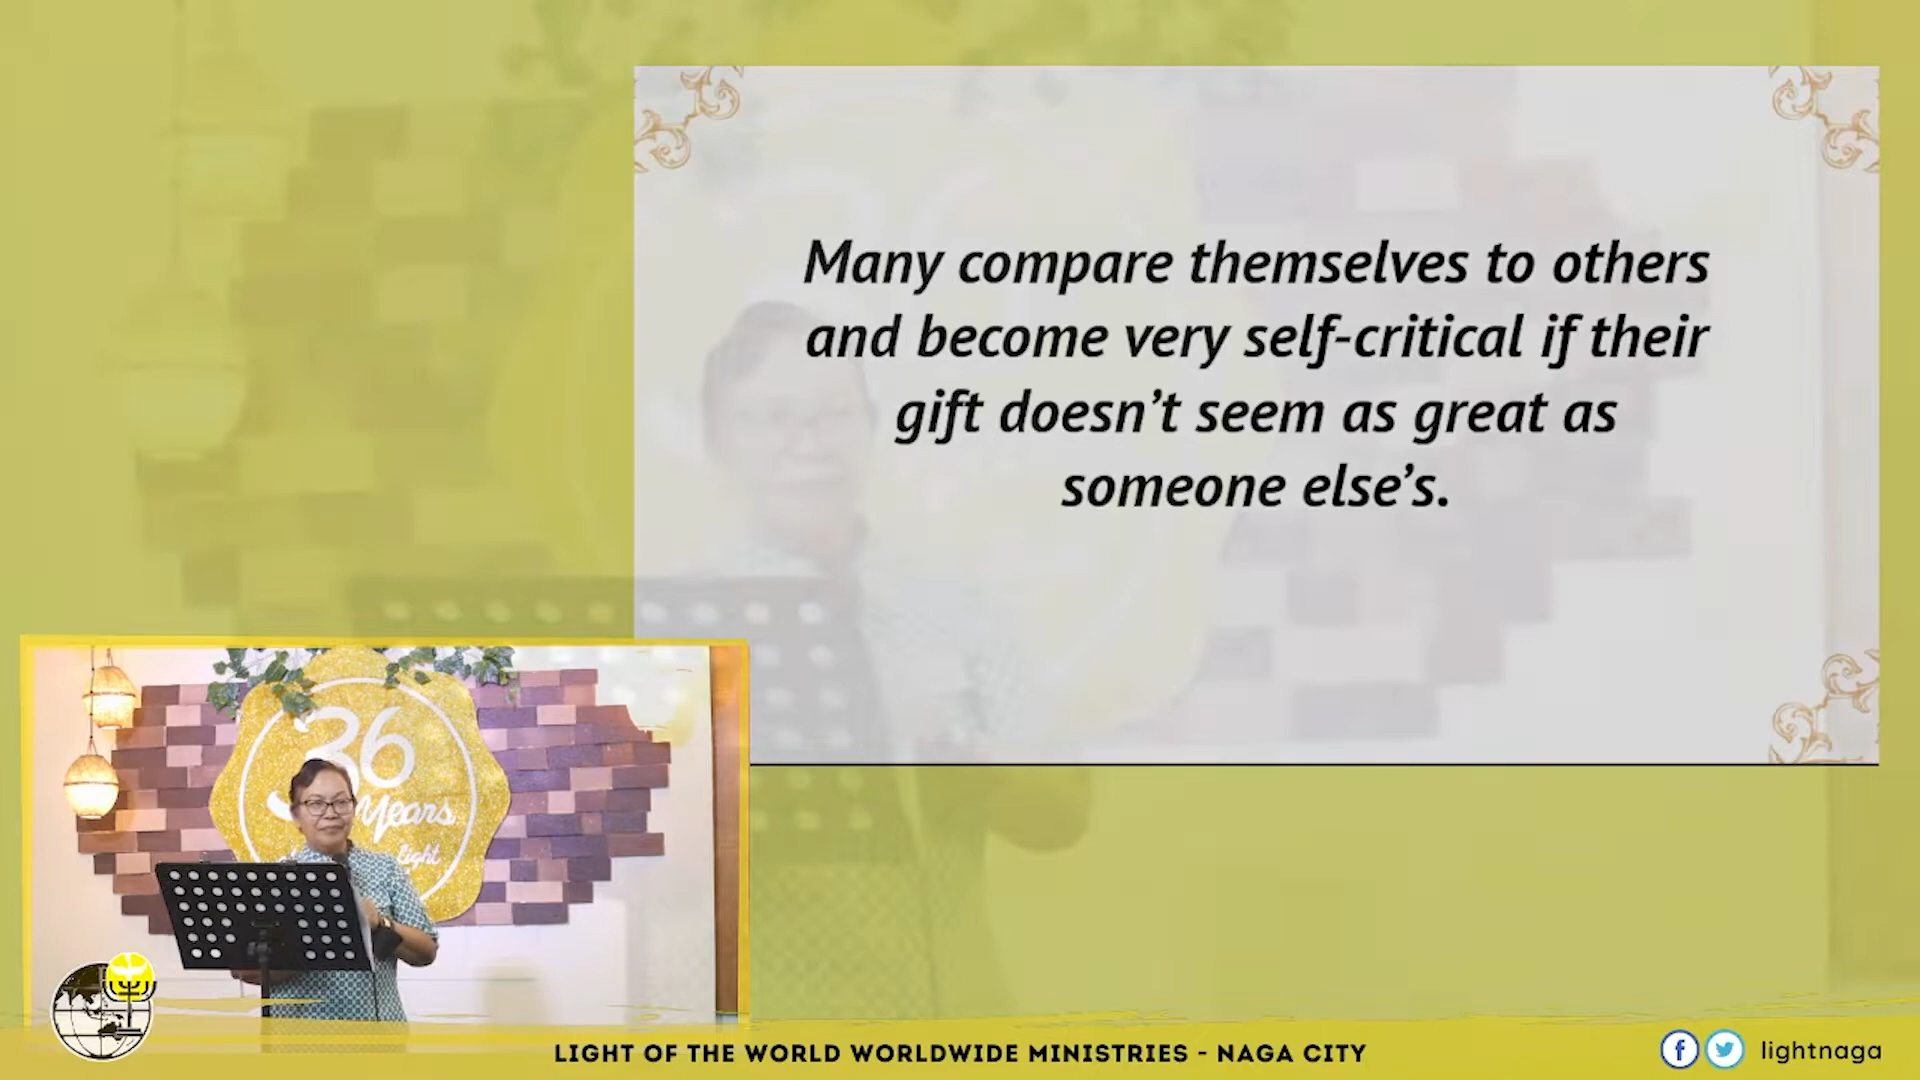 Many compare themselves to others
and become very self-critical if their
gift doesn't seem as great as
someone else's.
36
Years
light
LIGHT OF THE WORLD WORLDWIDE MINISTRIES - NAGA CITY
lightnaga